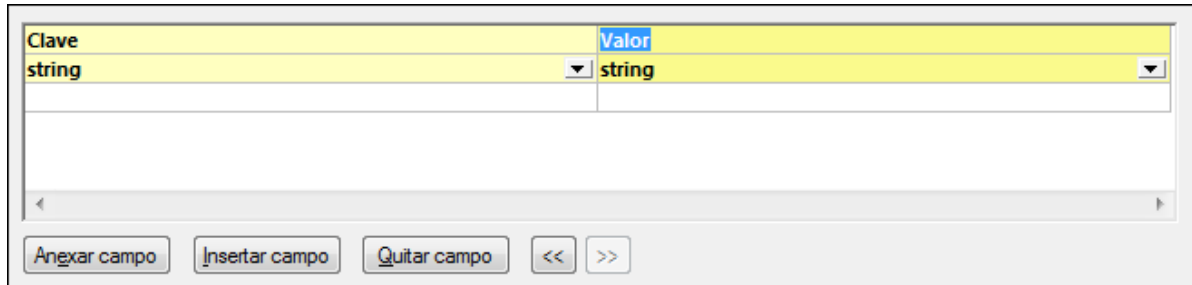 Clave Valor
string string
Anexar campo Insertar campo Quitar campo << >>